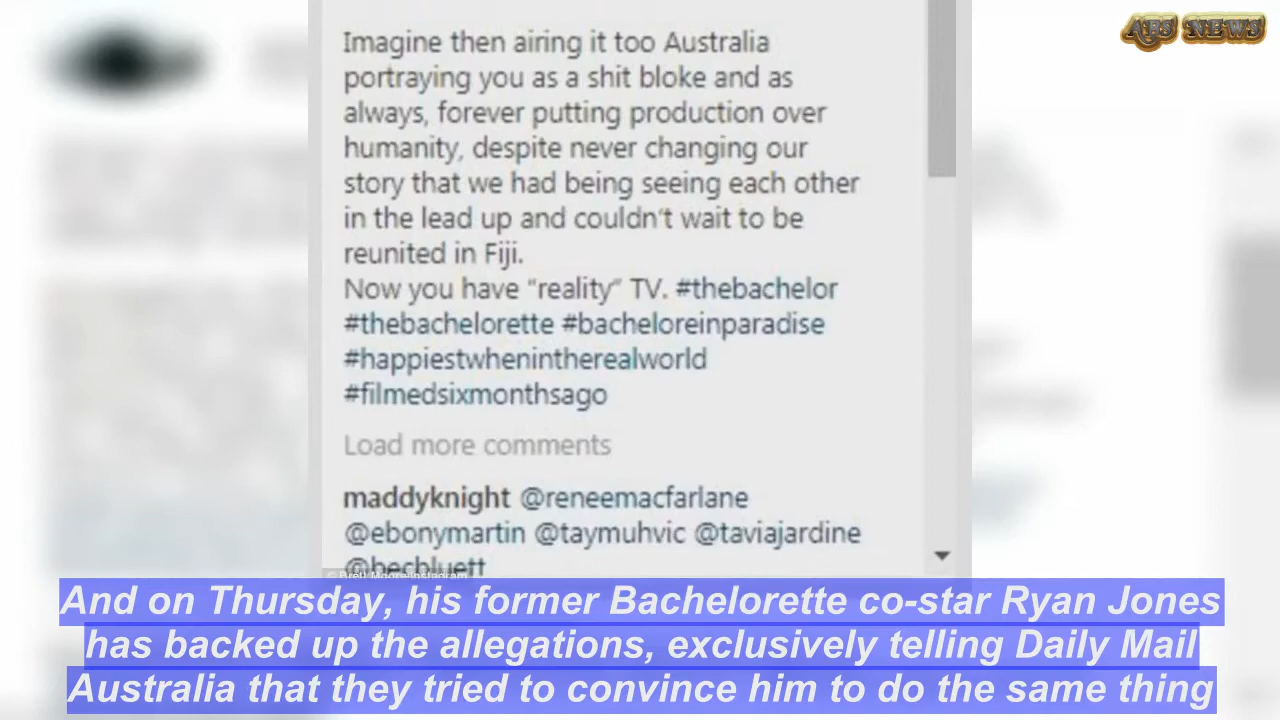 ABS NEWS
Imagine then airing it too Australia
portraying you as a shit bloke and as
always, forever putting production over
humanity, despite never changing our
story that we had being seeing each other
in the lead up and couldn't wait to be
reunited in Fiji.
Now you have "reality" TV. #thebachelor
#thebachelorette #bacheloreinparadise
#happiestwhenintherealworld
#filmedsixmonthsago
Load more comments
maddyknight @reneemacfarlane
@ebonymartin @taymuhvic @taviajardine
@bechbluett
And on Thursday, his former Bachelorette co-star Ryan Jones
has backed up the allegations, exclusively telling Daily Mail
Australia that they tried to convince him to do the same thing